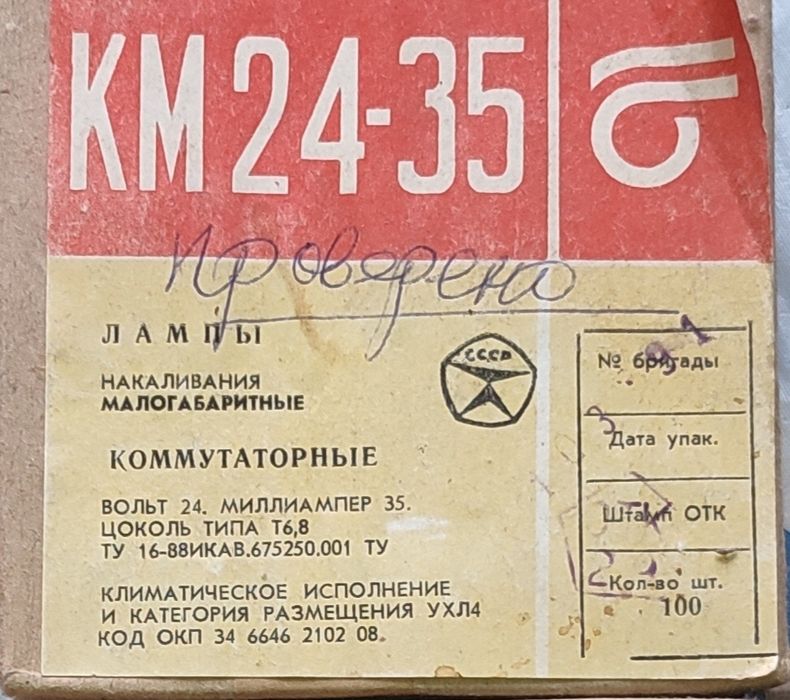 КМ 24-35
Проверено
ЛАМПЫ
НАКАЛИВАНИЯ
МАЛОГАБАРИТНЫЕ
КОММУТАТОРНЫЕ
ВОЛЬТ 24. МИЛЛИАМПЕР 35.
ЦОКОЛЬ ТИПА Т6,8
ТУ 16-88ИКАВ.675250.001 ТУ
КЛИМАТИЧЕСКОЕ ИСПОЛНЕНИЕ
И КАТЕГОРИЯ РАЗМЕЩЕНИЯ УХЛ4
КОД ОКП 34 6646 2102 08.
СССР
№ бригады
Дата упак.
Штамп ОТК
Кол-во шт.
100